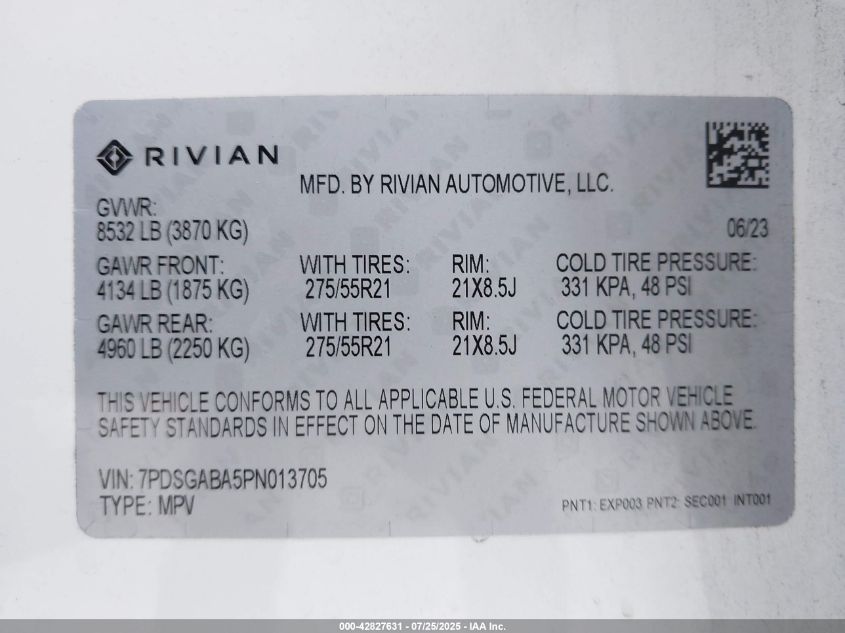 RIVIAN
MFD. BY RIVIAN AUTOMOTIVE, LLC.
GVWR:
8532 LB (3870 KG)
06/23
GAWR FRONT: WITH TIRES: RIM: COLD TIRE PRESSURE:
4134 LB (1875 KG) 275/55R21 21X8.5J 331 KPA, 48 PSI
GAWR REAR: WITH TIRES: RIM: COLD TIRE PRESSURE:
4960 LB (2250 KG) 275/55R21 21X8.5J 331 KPA, 48 PSI
THIS VEHICLE CONFORMS TO ALL APPLICABLE U.S. FEDERAL MOTOR VEHICLE
SAFETY STANDARDS IN EFFECT ON THE DATE OF MANUFACTURE SHOWN ABOVE.
VIN: 7PDSGABA5PN013705
TYPE: MPV
PNT1: EXP003 PNT2: SEC001 INT001
000-42827631 - 07/25/2025 - IAA Inc.